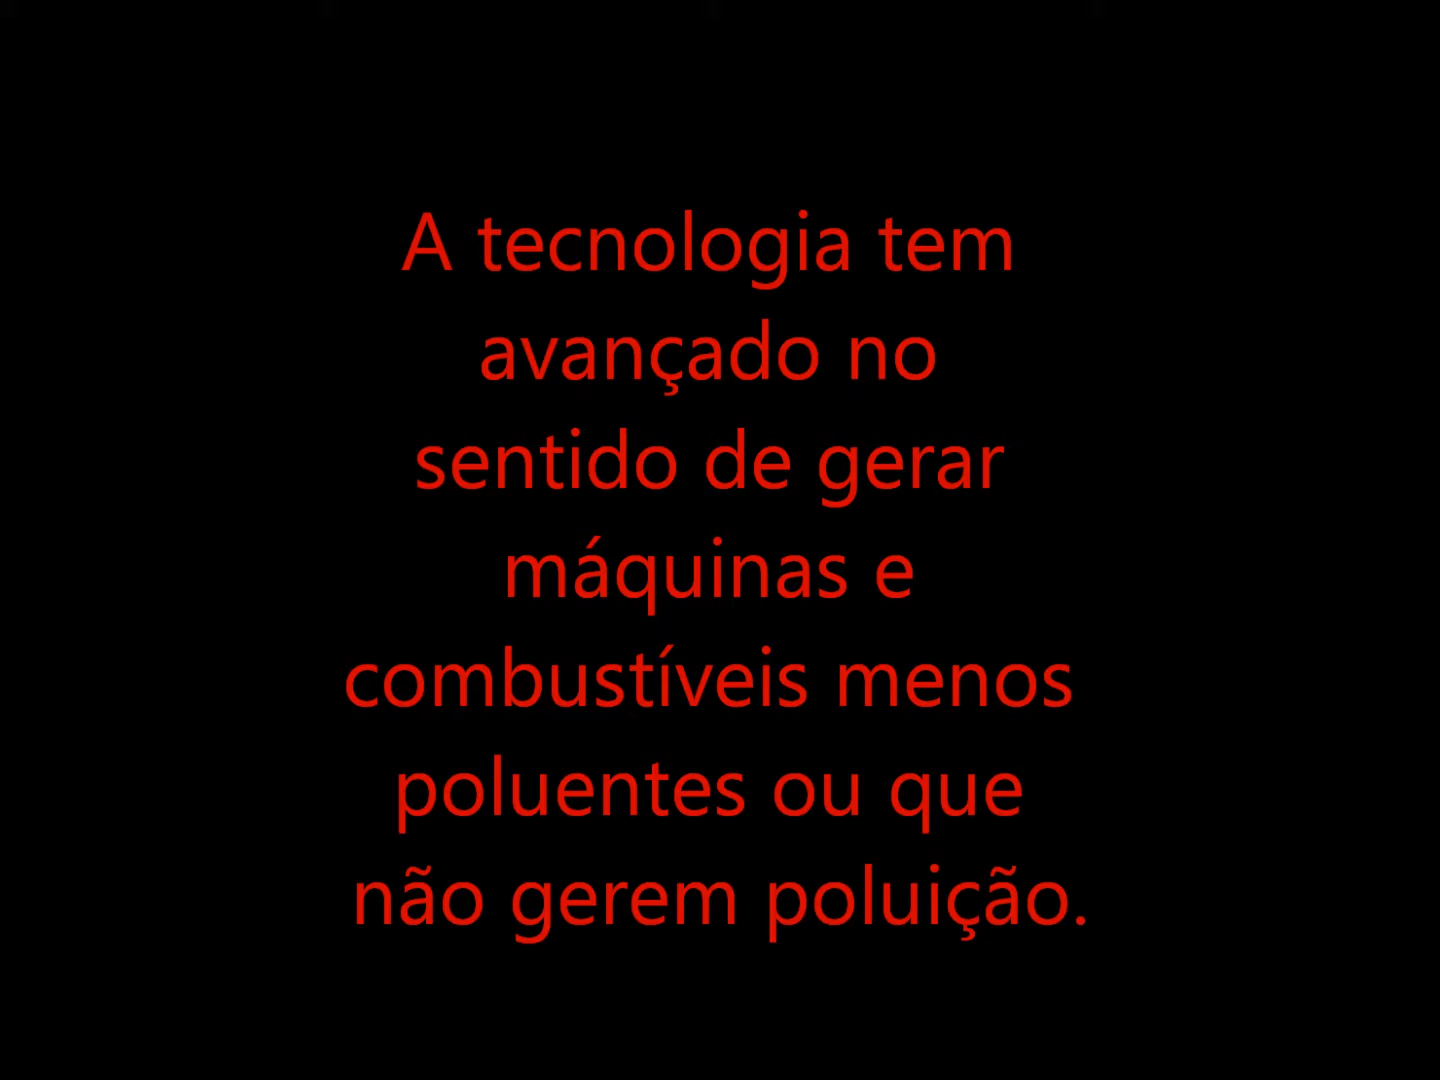 A tecnologia tem
avançado no
sentido de gerar
máquinas e
combustíveis menos
poluentes ou que
não gerem poluição.